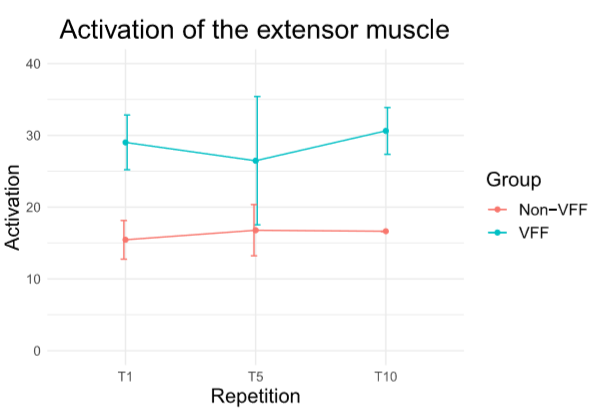 Activation of the extensor muscle
40
30
20
10
0
Activation
T1 T5 T10
Repetition
Group
Non−VFF
VFF